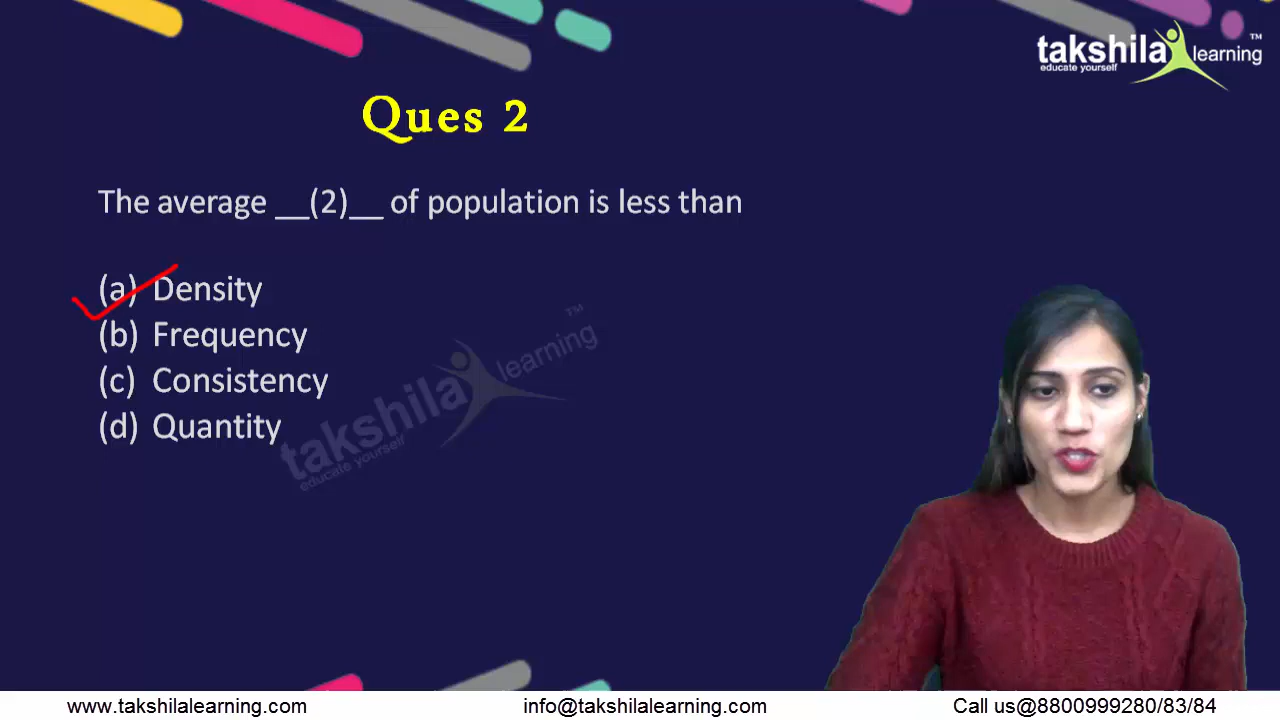 takshila learning ™
educate yourself
Ques 2
The average __(2)__ of population is less than
(a) Density
(b) Frequency
(c) Consistency
(d) Quantity
takshila learning ™
educate yourself
www.takshilalearning.com info@takshilalearning.com Call us@8800999280/83/84